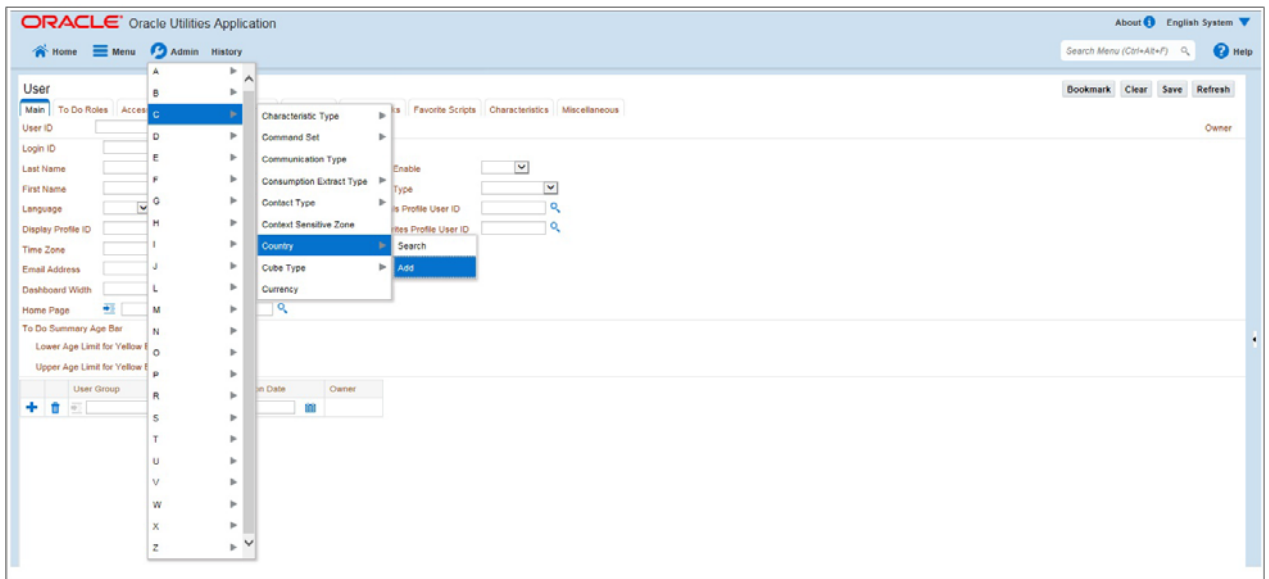 ORACLE® Oracle Utilities Application
About English System
Home Menu Admin History
Search Menu (Ctrl+Alt+F)
Help
User
Bookmark Clear Save Refresh
Main To Do Roles Favorite Scripts Characteristics Miscellaneous
User ID
Owner
Login ID
Last Name
Enable
First Name
Type
Language
Profile User ID
Display Profile ID
Profile User ID
Time Zone
Email Address
Dashboard Width
Home Page
To Do Summary Age Bar
Lower Age Limit for Yellow
Upper Age Limit for Yellow
User Group
Date
Owner
A
B
C
D
E
F
G
H
I
J
L
M
N
O
P
R
S
T
U
V
W
X
Z
Characteristic Type
Command Set
Communication Type
Consumption Extract Type
Contact Type
Context Sensitive Zone
Country
Cube Type
Currency
Search
Add